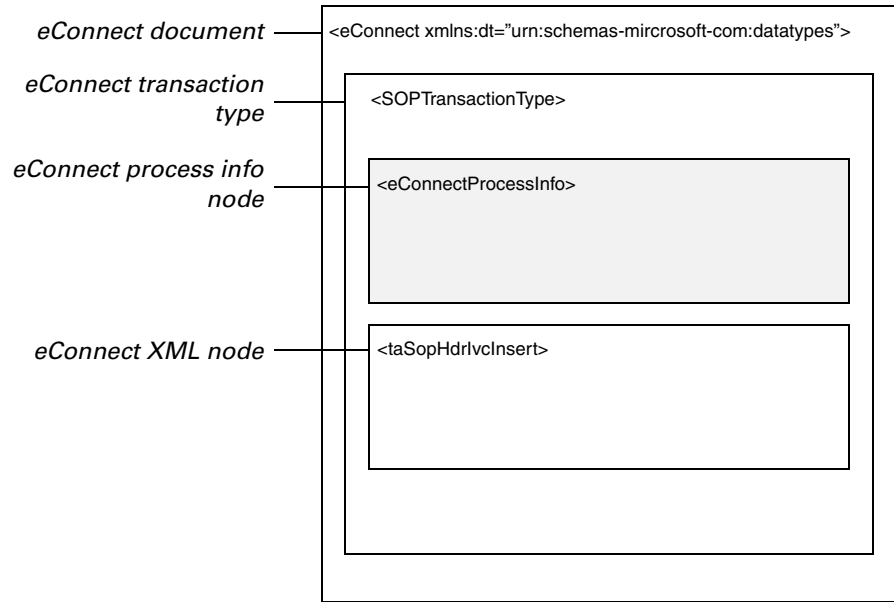 eConnect document
<eConnect xmlns:dt=”urn:schemas-mircrosoft-com:datatypes”>
eConnect transaction
type
<SOPTransactionType>
eConnect process info
node
<eConnectProcessInfo>
eConnect XML node
<taSopHdrIvcInsert>